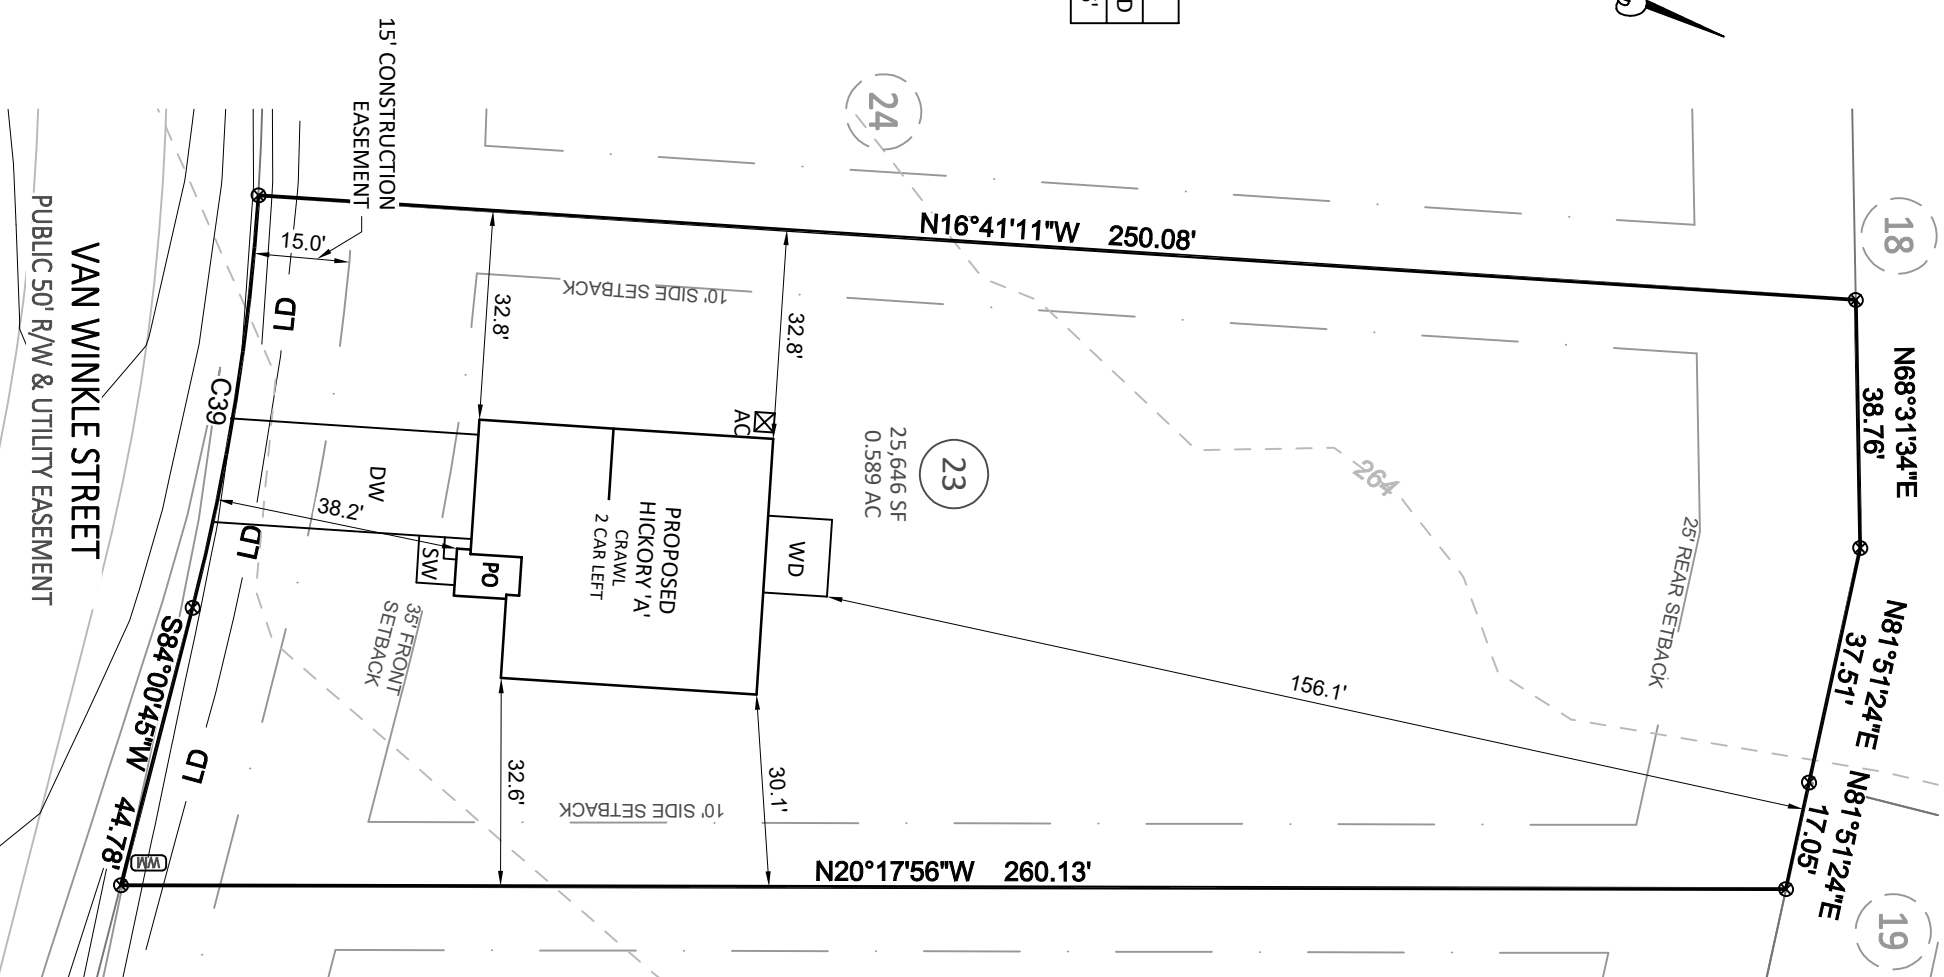 15' CONSTRUCTION
EASEMENT
15.0'
24
18
N16°41'11"W 250.08'
10' SIDE SETBACK
32.8'
32.8'
N68°31'34"E
38.76'
LD
C39
AC
23
25,646 SF
0.589 AC
264
DW
38.2'
PROPOSED
HICKORY 'A'
CRAWL
2 CAR LEFT
WD
PO
SW
LD
35' FRONT
SETBACK
25' REAR SETBACK
156.1'
N81°51'24"E
37.51'
N81°51'24"E
17.05'
VAN WINKLE STREET
PUBLIC 50' R/W & UTILITY EASEMENT
S84°00'45"W 44.78'
LD
WM
32.6'
30.1'
10' SIDE SETBACK
N20°17'56"W 260.13'
19